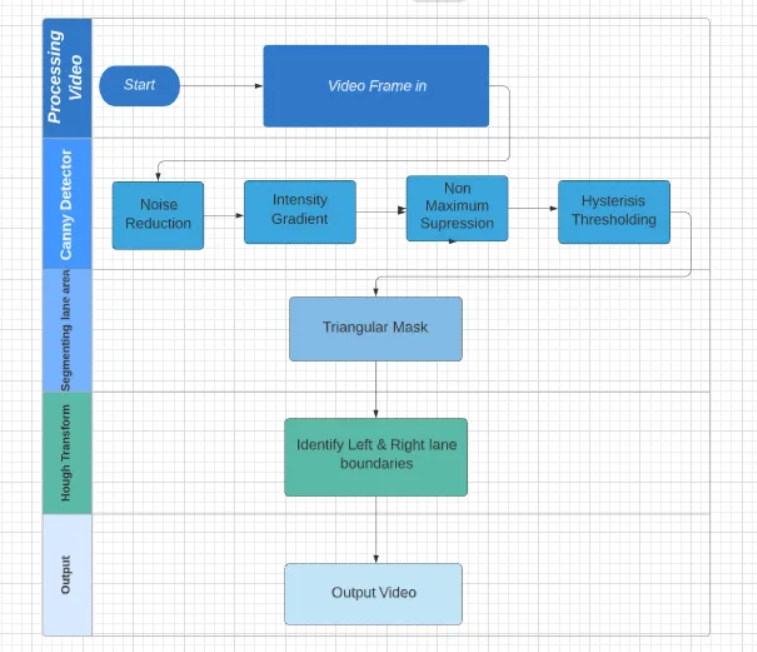 Processing
Video
Start
Video Frame in
Canny Detector
Noise
Reduction
Intensity
Gradient
Non
Maximum
Supression
Hysterisis
Thresholding
Segmenting lane area
Triangular Mask
Hough Transform
Identify Left & Right lane
boundaries
Output
Output Video